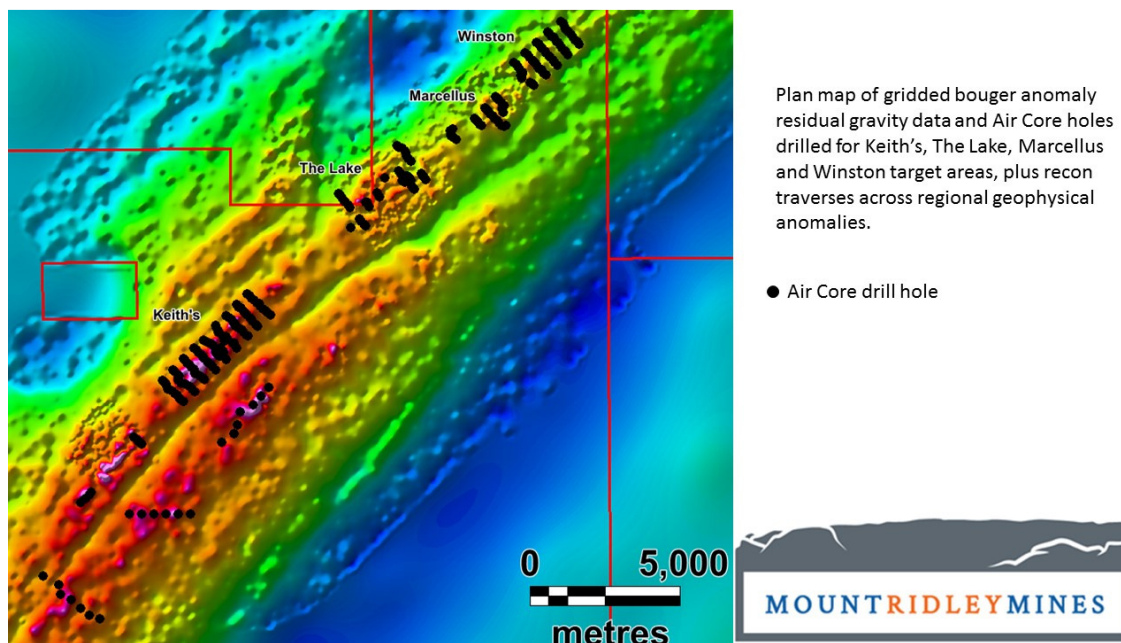 Winston
Marcellus
The Lake
Keith's
0 5,000
metres
Plan map of gridded bouger anomaly
residual gravity data and Air Core holes
drilled for Keith’s, The Lake, Marcellus
and Winston target areas, plus recon
traverses across regional geophysical
anomalies.
Air Core drill hole
MOUNTRIDLEYMINES